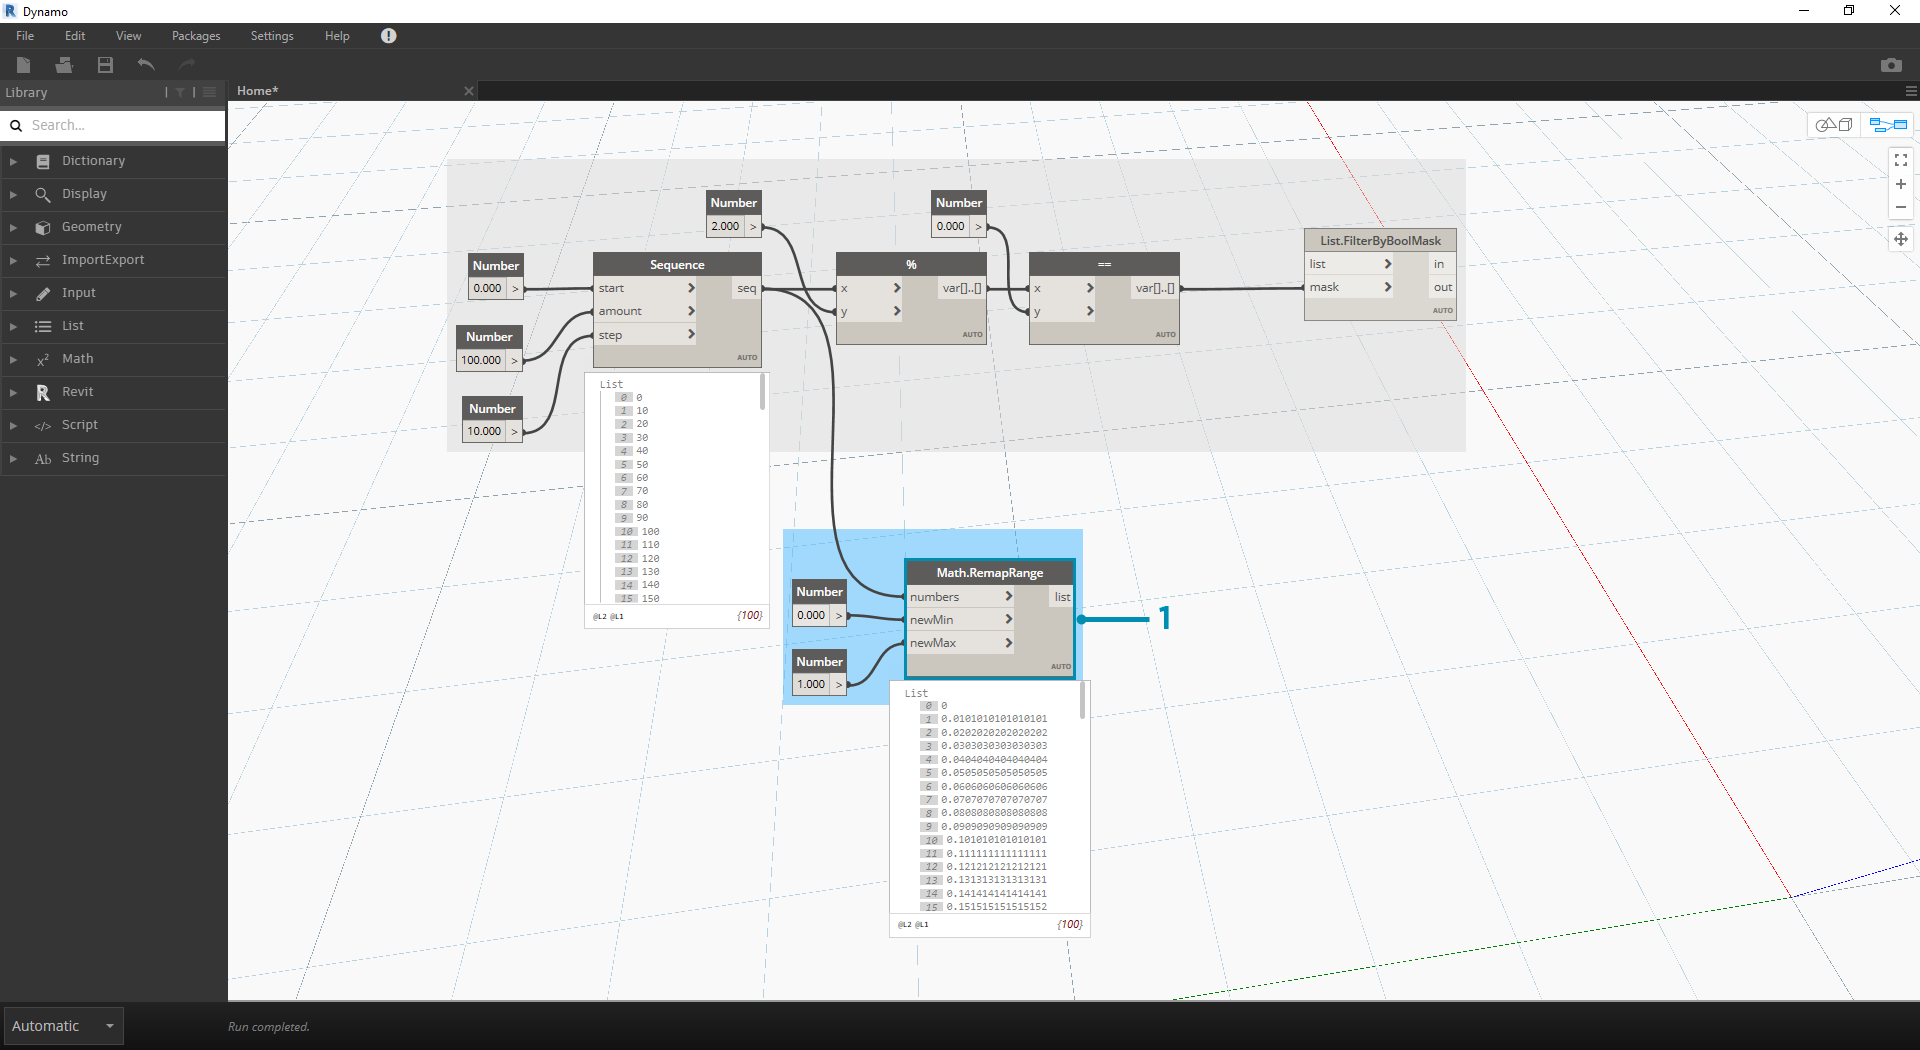 Dynamo
File Edit View Packages Settings Help
Library
Home*
Search...
Dictionary
Display
Geometry
ImportExport
Input
List
Math
Revit
Script
String
Number
2.000 >
Number
0.000 >
Number
0.000 >
Number
100.000 >
Number
10.000 >
Sequence
start > seq
amount >
step >
AUTO
%
x > var[]..[]
y >
AUTO
==
x > var[]..[]
y >
AUTO
List.FilterByBoolMask
list > in
mask > out
AUTO
List
0 0
1 10
2 20
3 30
4 40
5 50
6 60
7 70
8 80
9 90
10 100
11 110
12 120
13 130
14 140
15 150
@L2 @L1 {100}
Number
0.000 >
Number
1.000 >
Math.RemapRange
numbers > list
newMin >
newMax >
AUTO
1
List
0 0
1 0.0101010101010101
2 0.0202020202020202
3 0.0303030303030303
4 0.0404040404040404
5 0.0505050505050505
6 0.0606060606060606
7 0.0707070707070707
8 0.0808080808080808
9 0.0909090909090909
10 0.101010101010101
11 0.111111111111111
12 0.121212121212121
13 0.131313131313131
14 0.141414141414141
15 0.151515151515152
@L2 @L1 {100}
Automatic
Run completed.